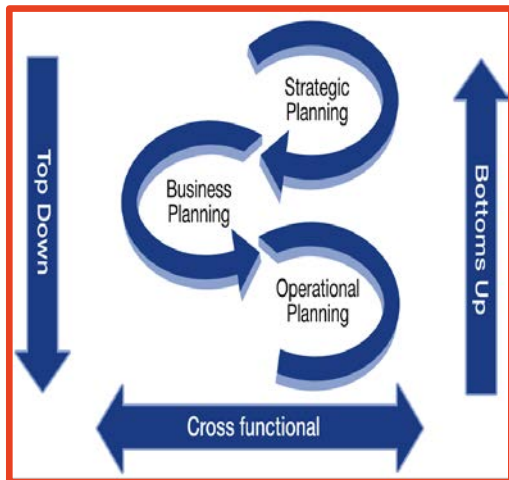 Strategic
Planning
Top Down
Business
Planning
Bottoms Up
Operational
Planning
Cross functional